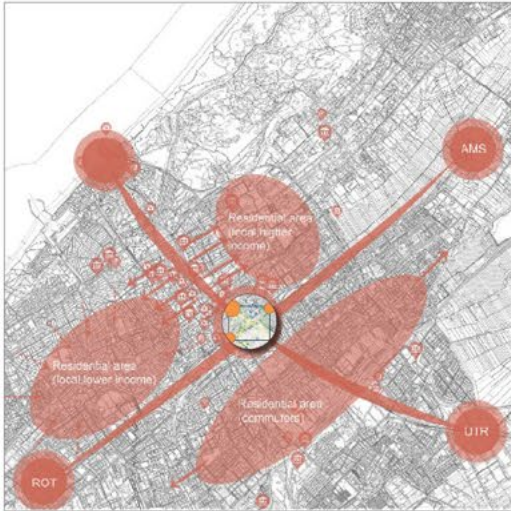 AMS
Residential area
(local higher
income)
Residential area
(local lower income)
Residential area
(commuters)
UTR
ROT